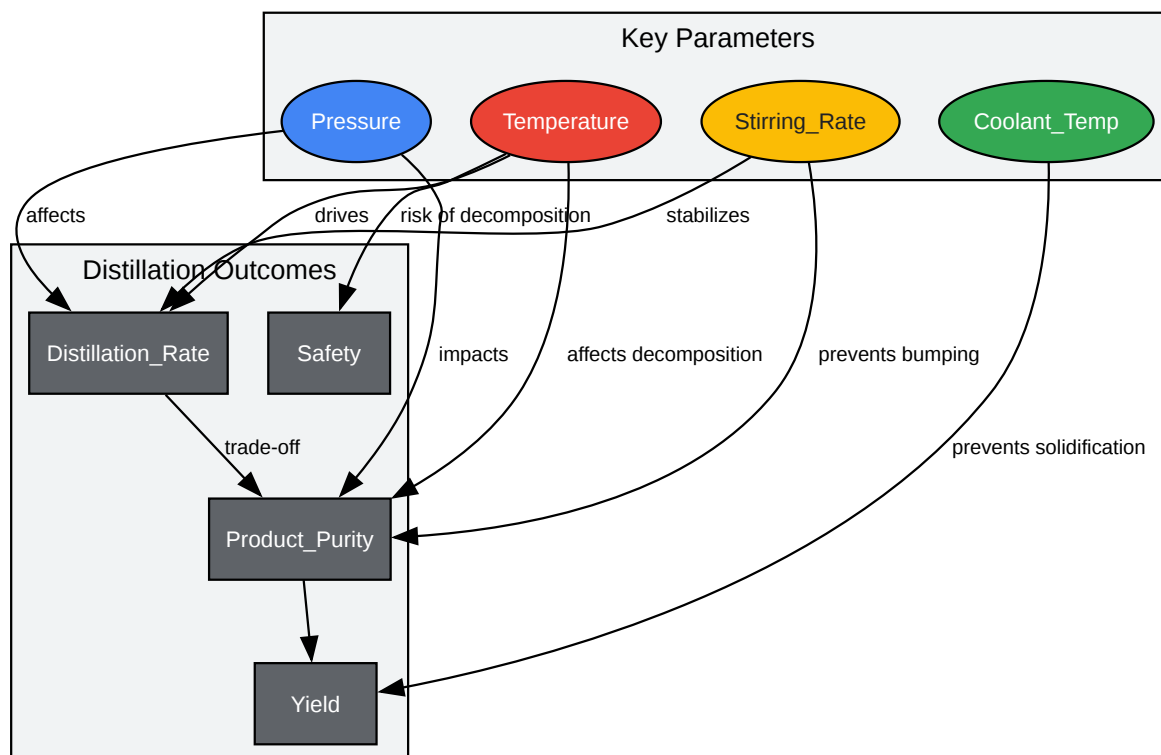 Key Parameters
Pressure
Temperature
Stirring_Rate
Coolant_Temp
affects
drives
risk of decomposition
stabilizes
Distillation Outcomes
Distillation_Rate
Safety
impacts
affects decomposition
prevents bumping
trade-off
prevents solidification
Product_Purity
Yield